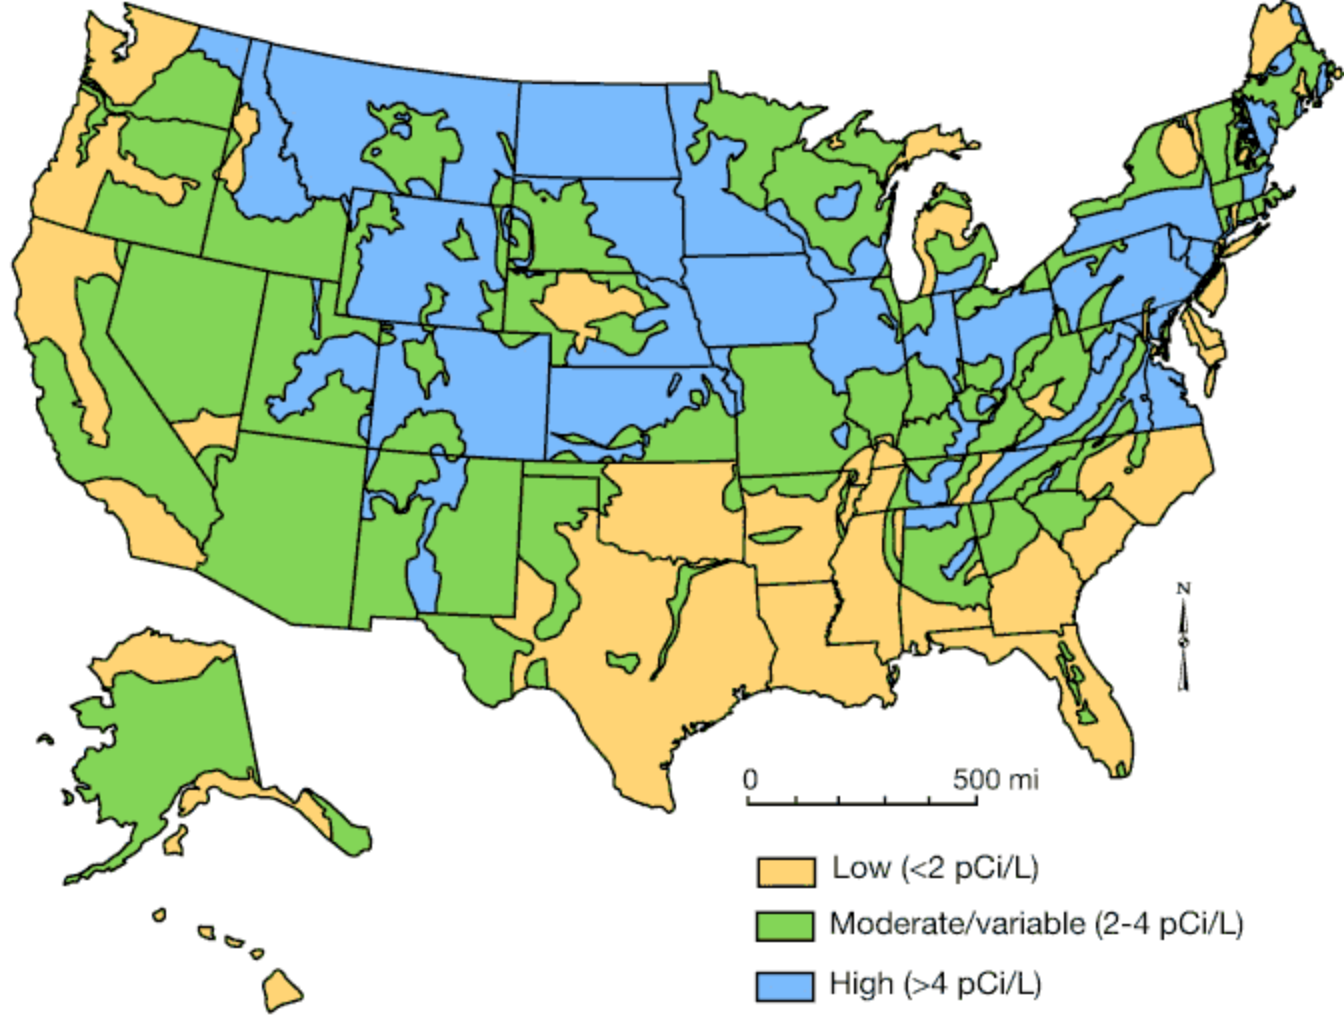 N
0 500 mi
Low (<2 pCi/L)
Moderate/variable (2-4 pCi/L)
High (>4 pCi/L)